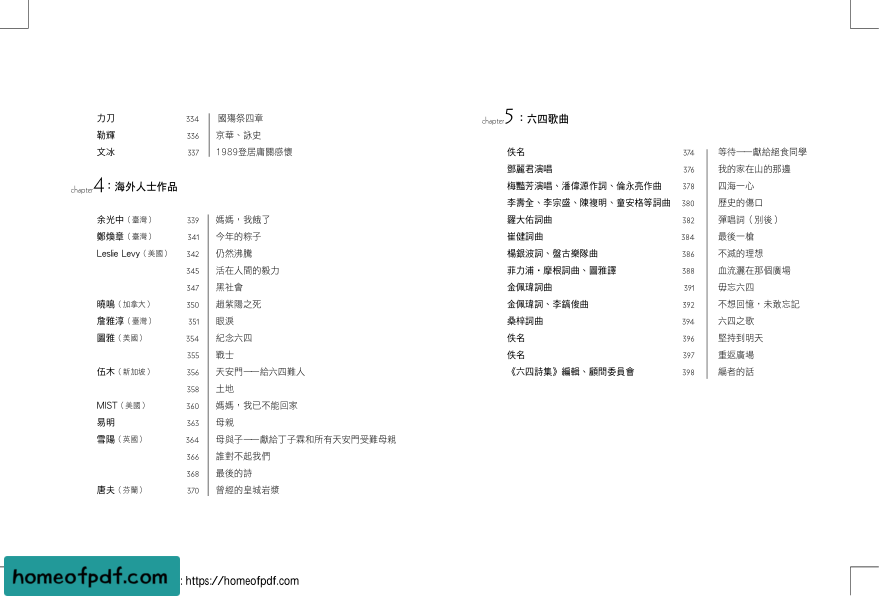 力刀 334 國殤祭四章
勒輝 336 京華、詠史
文冰 337 1989登居庸關感懷
chapter4：海外人士作品
余光中（臺灣） 339 媽媽，我餓了
鄭煥章（臺灣） 341 今年的粽子
Leslie Levy（美國） 342 仍然沸騰
345 活在人間的毅力
347 黑社會
曉鳴（加拿大） 350 趙紫陽之死
詹雅淳（臺灣） 351 眼淚
圖雅（美國） 354 紀念六四
355 戰士
伍木（新加坡） 356 天安門——給六四難人
358 土地
MIST（美國） 360 媽媽，我已不能回家
易明 363 母親
雪陽（英國） 364 母與子——獻給丁子霖和所有天安門受難母親
366 誰對不起我們
368 最後的詩
唐夫（芬蘭） 370 曾經的皇城岩漿
chapter5：六四歌曲
佚名 374 等待——獻給絕食同學
鄧麗君演唱 376 我的家在山的那邊
梅豔芳演唱、潘偉源作詞、倫永亮作曲 378 四海一心
李壽全、李宗盛、陳複明、童安格等詞曲 380 歷史的傷口
羅大佑詞曲 382 彈唱詞（別後）
崔健詞曲 384 最後一槍
楊銀波詞、盤古樂隊曲 386 不滅的理想
菲力浦・摩根詞曲、圖雅譯 388 血流灑在那個廣場
金佩瑋詞曲 391 毋忘六四
金佩瑋詞、李鎬俊曲 392 不想回憶，未敢忘記
桑梓詞曲 394 六四之歌
佚名 396 堅持到明天
佚名 397 重返廣場
《六四詩集》編輯、顧問委員會 398 編者的話
homeofpdf.com : https://homeofpdf.com